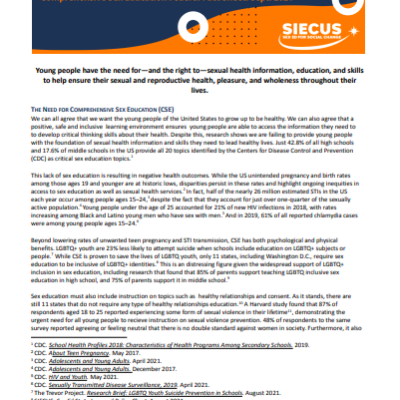 SIECUS
SEX ED FOR SOCIAL CHANGE
Young people have the need for—and the right to—sexual health information, education, and skills
to help ensure their sexual and reproductive health, pleasure, and wholeness throughout their
lives.
THE NEED FOR COMPREHENSIVE SEX EDUCATION (CSE)
We can all agree that we want the young people of the United States to grow up to be healthy. We can also agree that a
positive, safe and inclusive learning environment ensures young people are able to access the information they need to
to develop critical thinking skills about their health. Despite this, research shows we are failing to provide young people
with the foundation of sexual health information and skills they need to lead healthy lives. Just 42.8% of all high schools
and 17.6% of middle schools in the US provide all 20 topics identified by the Centers for Disease Control and Prevention
(CDC) as critical sex education topics.¹
This lack of sex education is resulting in negative health outcomes. While the US unintended pregnancy and birth rates
among those ages 19 and younger are at historic lows, disparities persist in these rates and highlight ongoing inequities in
access to sex education as well as sexual health services.² In fact, half of the nearly 26 million estimated STIs in the US
each year occur among people ages 15–24,³ despite the fact that they account for just over one-quarter of the sexually
active population.⁴ Young people under the age of 25 accounted for 21% of new HIV infections in 2018, with rates
increasing among Black and Latino young men who have sex with men.⁵ And in 2019, 61% of all reported chlamydia cases
were among young people ages 15–24.⁶
Beyond lowering rates of unwanted teen pregnancy and STI transmission, CSE has both psychological and physical
benefits. LGBTQ+ youth are 23% less likely to attempt suicide when schools include education on LGBTQ+ subjects or
people.⁷ While CSE is proven to save the lives of LGBTQ youth, only 11 states, including Washington D.C., require sex
education to be inclusive of LGBTQ+ identities.⁸ This is an distressing figure given the widespread support of LGBTQ+
inclusion in sex education, including research that found that 85% of parents support teaching LGBTQ inclusive sex
education in high school, and 75% of parents support it in middle school.⁹
Sex education must also include instruction on topics such as healthy relationships and consent. As it stands, there are
still 11 states that do not require any type of healthy relationships education.¹⁰ A Harvard study found that 87% of
respondents aged 18 to 25 reported experiencing some form of sexual violence in their lifetime¹¹, demonstrating the
urgent need for all young people to recieve instruction on sexual violence prevention. 48% of respondents to the same
survey reported agreeing or feeling neutral that there is no double standard against women in society. Furthermore, it also
¹ CDC. School Health Profiles 2018: Characteristics of Health Programs Among Secondary Schools. 2019.
² CDC. About Teen Pregnancy. May 2017.
³ CDC. Adolescents and Young Adults. April 2021.
⁴ CDC. Adolescents and Young Adults. December 2017.
⁵ CDC. HIV and Youth. May 2021.
⁶ CDC. Sexually Transmitted Disease Surveillance, 2019. April 2021.
⁷ The Trevor Project. Research Brief: LGBTQ Youth Suicide Prevention in Schools. August 2021.